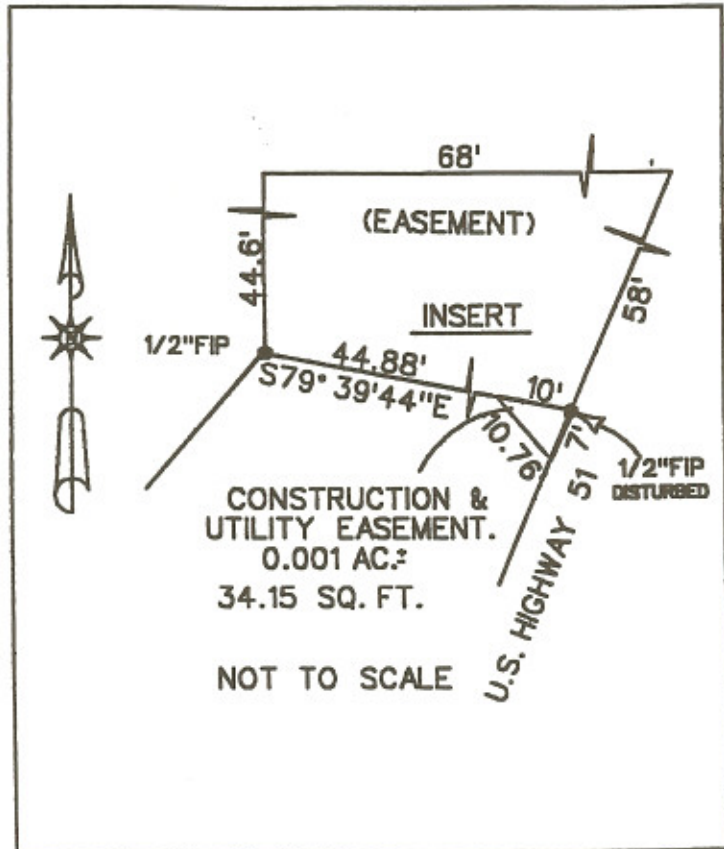 68'
(EASEMENT)
44.6'
58'
INSERT
1/2"FIP
44.88'
10'
S79° 39'44"E
10.76
7'
1/2"FIP
DISTURBED
CONSTRUCTION &
UTILITY EASEMENT.
0.001 AC.±
34.15 SQ. FT.
U.S. HIGHWAY 51
NOT TO SCALE